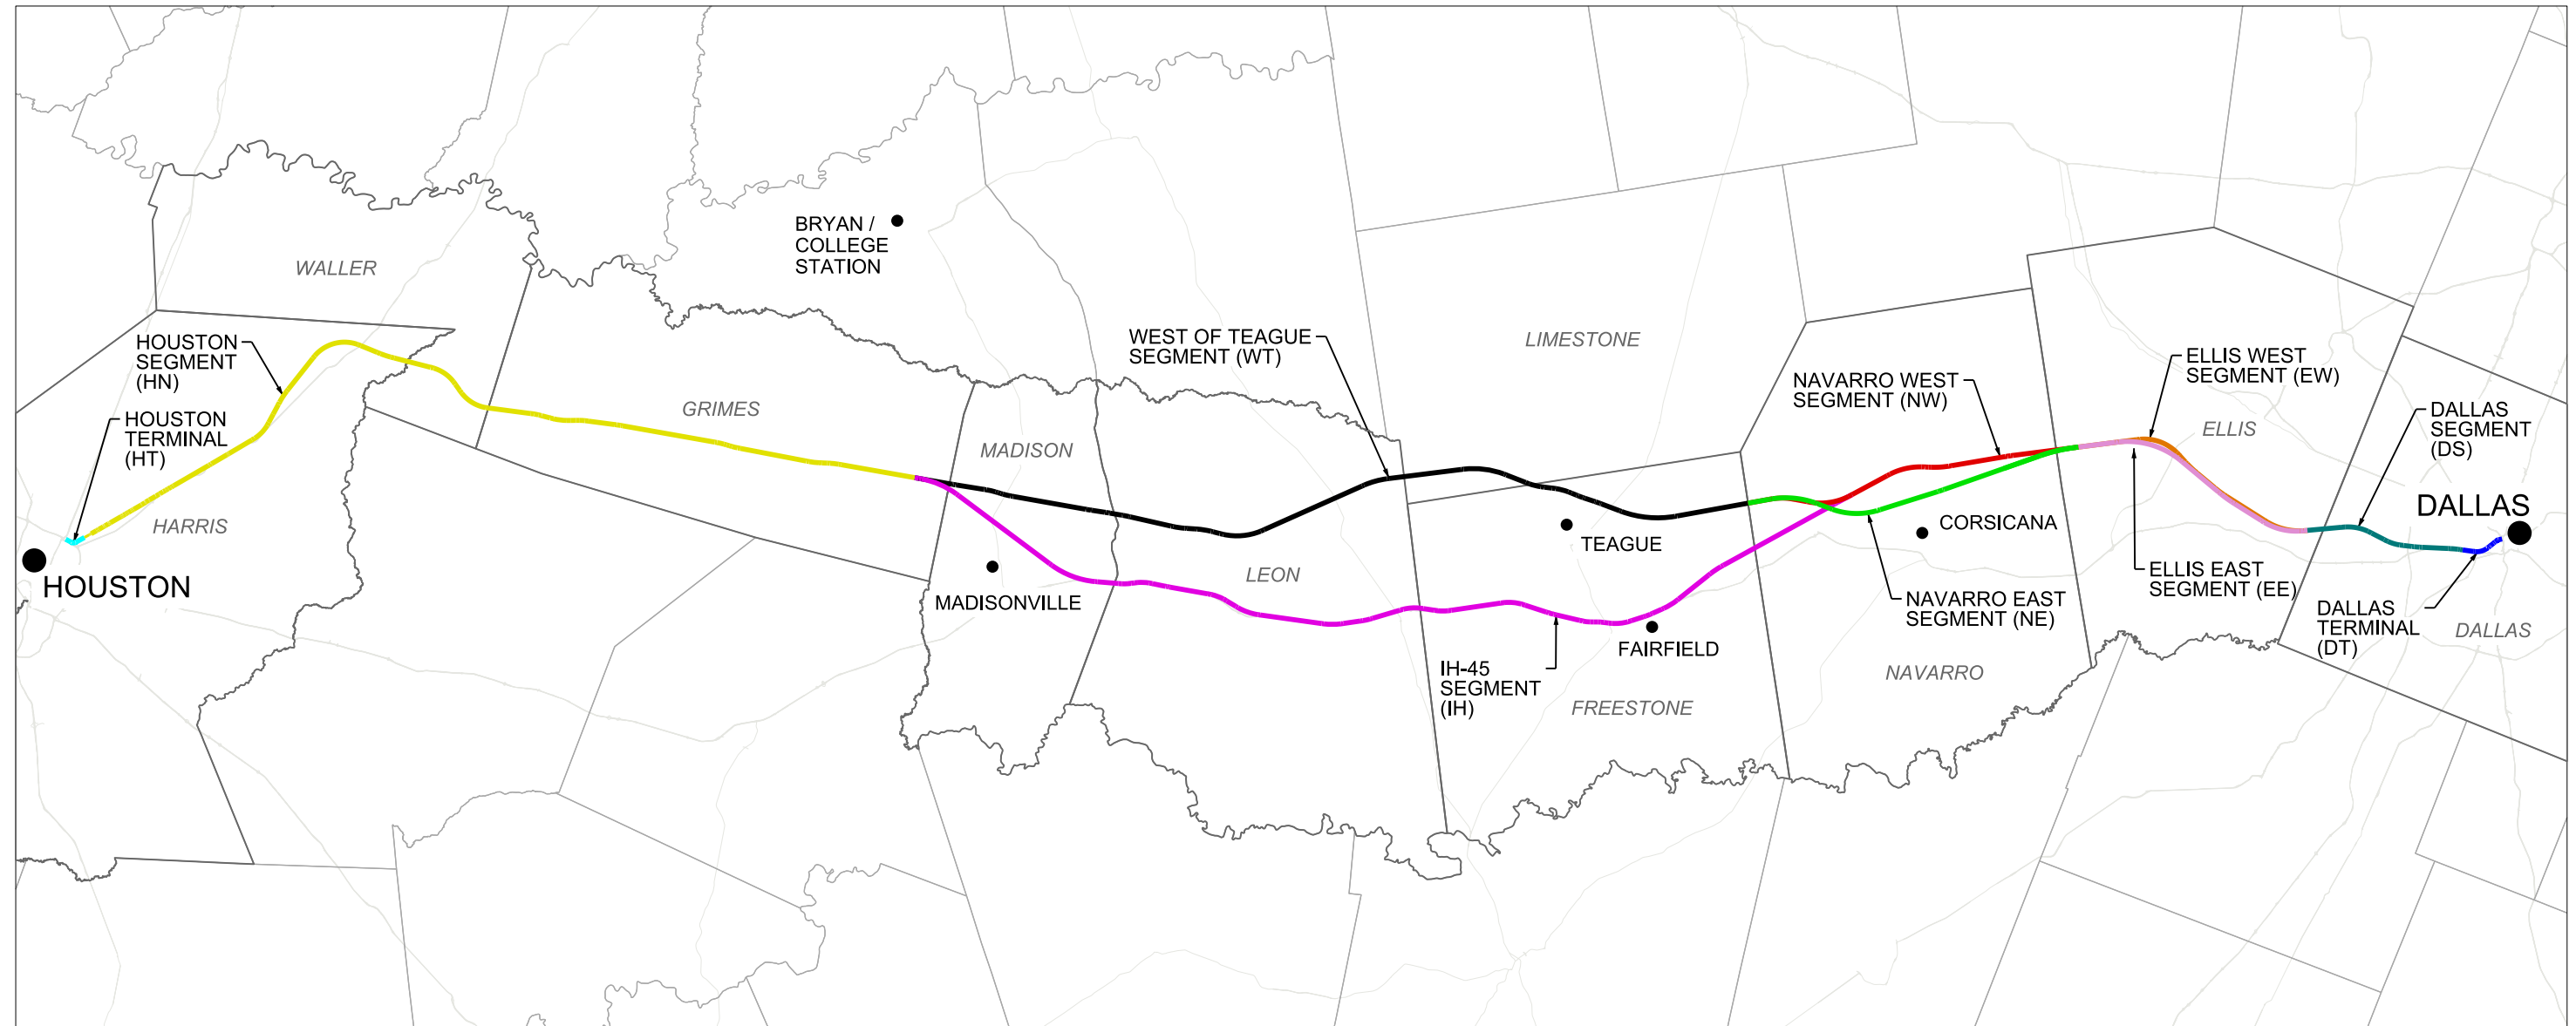 BRYAN /
COLLEGE
STATION
WALLER
HOUSTON
SEGMENT
(HN)
HOUSTON
TERMINAL
(HT)
HARRIS
HOUSTON
GRIMES
MADISON
MADISONVILLE
WEST OF TEAGUE
SEGMENT (WT)
LEON
LIMESTONE
TEAGUE
FAIRFIELD
IH-45
SEGMENT
(IH)
FREESTONE
NAVARRO WEST
SEGMENT (NW)
CORSICANA
NAVARRO EAST
SEGMENT (NE)
NAVARRO
ELLIS WEST
SEGMENT (EW)
ELLIS
ELLIS EAST
SEGMENT (EE)
DALLAS
SEGMENT
(DS)
DALLAS
DALLAS
TERMINAL
(DT)
DALLAS